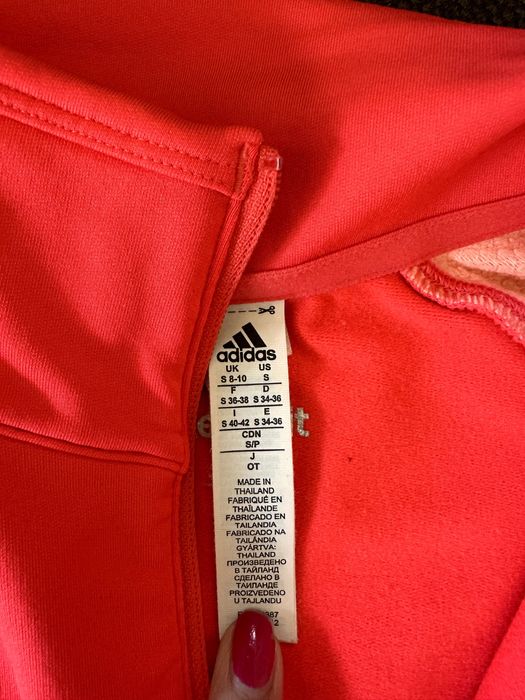 adidas
UK US
S 8-10 S
F D
S 36-38 S 34-36
I E
S 40-42 S 34-36
CDN
S/P
J
OT
MADE IN
THAILAND
FABRIQUÉ EN
THAÏLANDE
FABRICADO EN
TAILANDIA
FABRICADO NA
TAILÂNDIA
GYÁRTVA:
THAILAND
ПРОИЗВЕДЕНО
В ТАЙЛАНД
СДЕЛАНО В
ТАИЛАНДЕ
PROIZVEDENO
U TAJLANDU